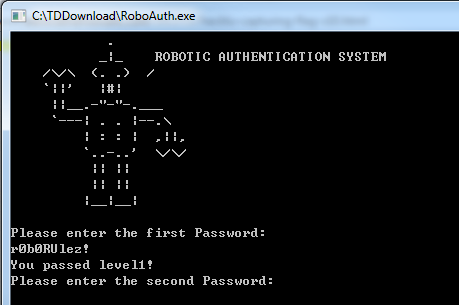 C:\TDDownload\RoboAuth.exe
ROBOTIC AUTHENTICATION SYSTEM
Please enter the first Password:
r0b0RUlez!
You passed level1!
Please enter the second Password: